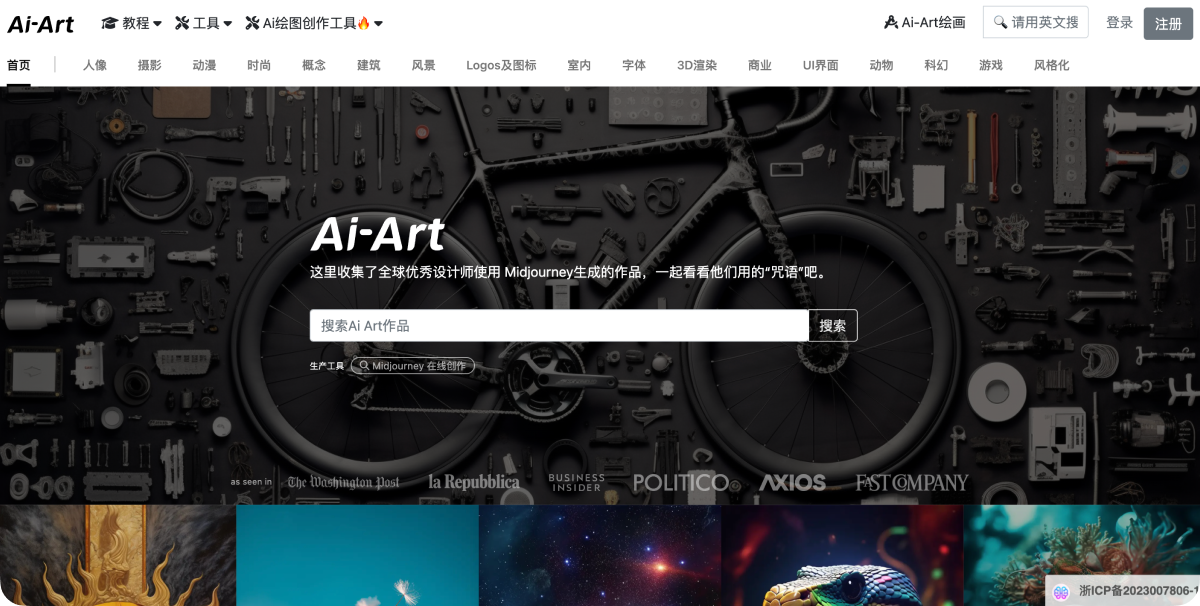 Ai-Art 教程 工具 Ai绘图创作工具🔥 Ai-Art绘画 🔍 请用英文搜 登录 注册
首页 人像 摄影 动漫 时尚 概念 建筑 风景 Logos及图标 室内 字体 3D渲染 商业 UI界面 动物 科幻 游戏 风格化
Ai-Art
这里收集了全球优秀设计师使用 Midjourney生成的作品，一起看看他们用的“咒语”吧。
搜索Ai Art作品 搜索
生产工具 Midjourney 在线创作
as seen in The Washington Post la Repubblica BUSINESS INSIDER POLITICO AXIOS FAST COMPANY
浙ICP备2023007806-1